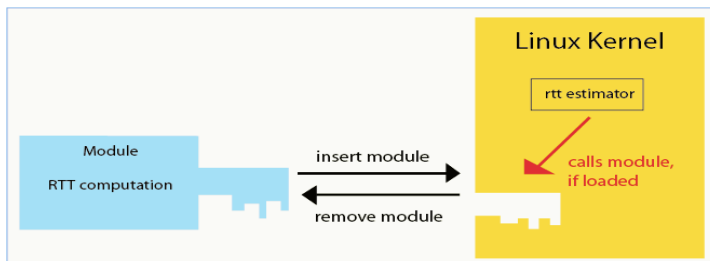 Linux Kernel
rtt estimator
Module
RTT computation
insert module
remove module
calls module,
if loaded